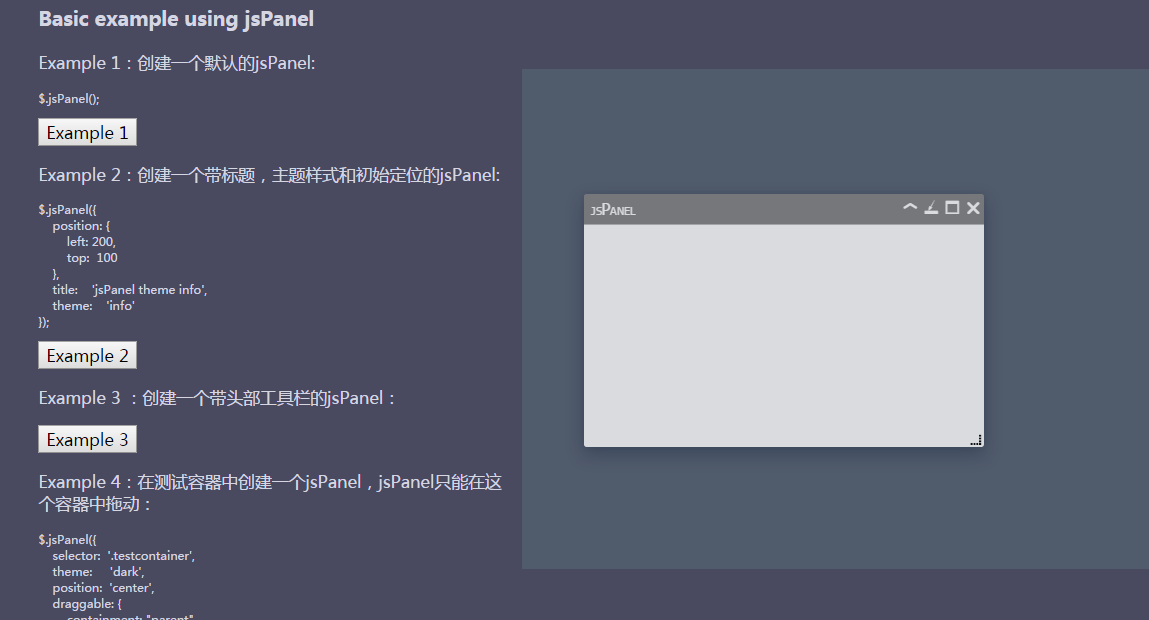 Basic example using jsPanel
Example 1：创建一个默认的jsPanel:
$.jsPanel();
Example 1
Example 2：创建一个带标题，主题样式和初始定位的jsPanel:
$.jsPanel({
position: {
left: 200,
top: 100
},
title: 'jsPanel theme info',
theme: 'info'
});
Example 2
Example 3 ：创建一个带头部工具栏的jsPanel：
Example 3
Example 4：在测试容器中创建一个jsPanel，jsPanel只能在这
个容器中拖动：
$.jsPanel({
selector: '.testcontainer',
theme: 'dark',
position: 'center',
draggable: {
containment: "parent"
jsPanel